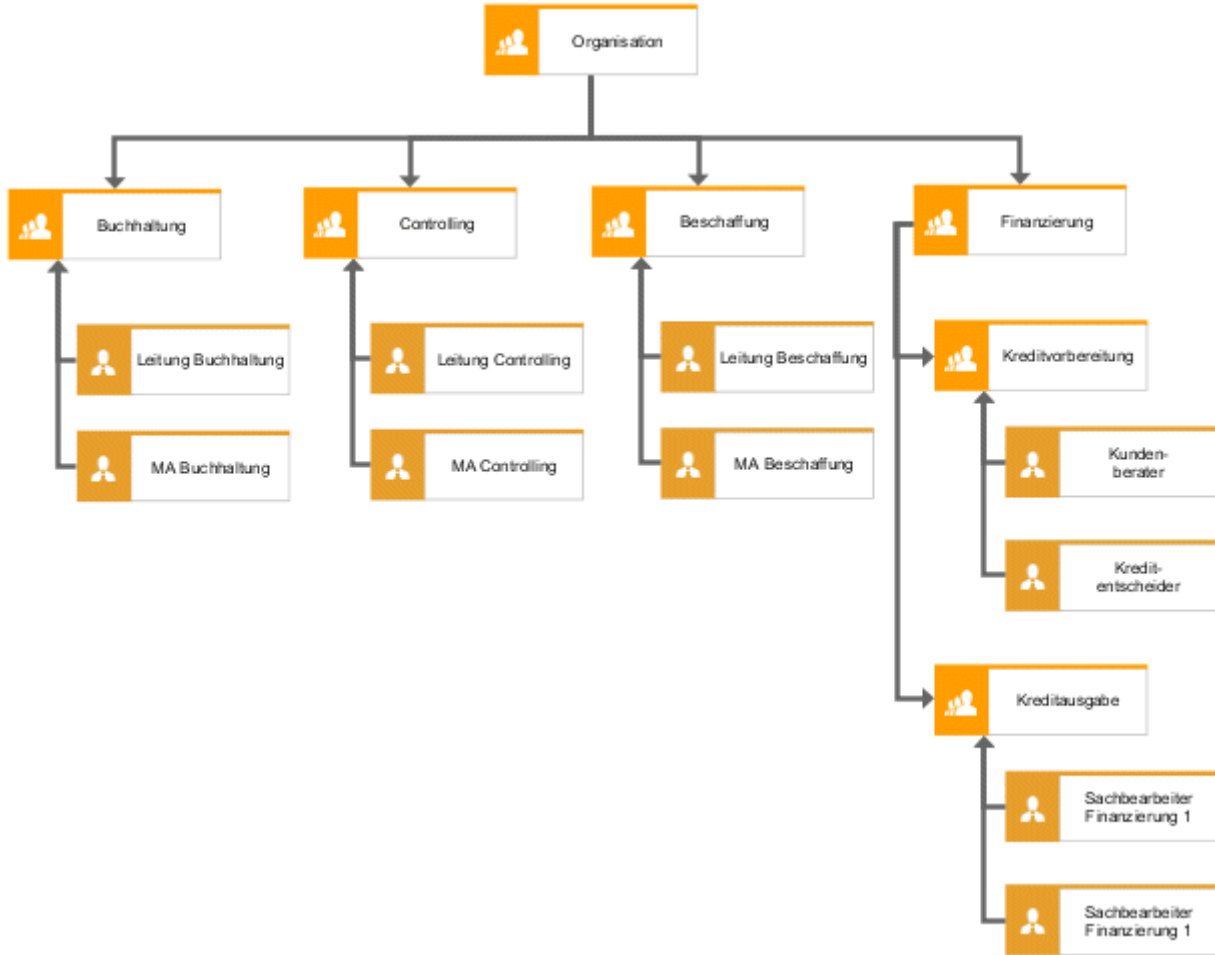 Organisation
Buchhaltung
Controlling
Beschaffung
Finanzierung
Leitung Buchhaltung
Leitung Controlling
Leitung Beschaffung
Kreditvorbereitung
MA Buchhaltung
MA Controlling
MA Beschaffung
Kunden-
berater
Kredit-
entscheider
Kreditausgabe
Sachbearbeiter
Finanzierung 1
Sachbearbeiter
Finanzierung 1